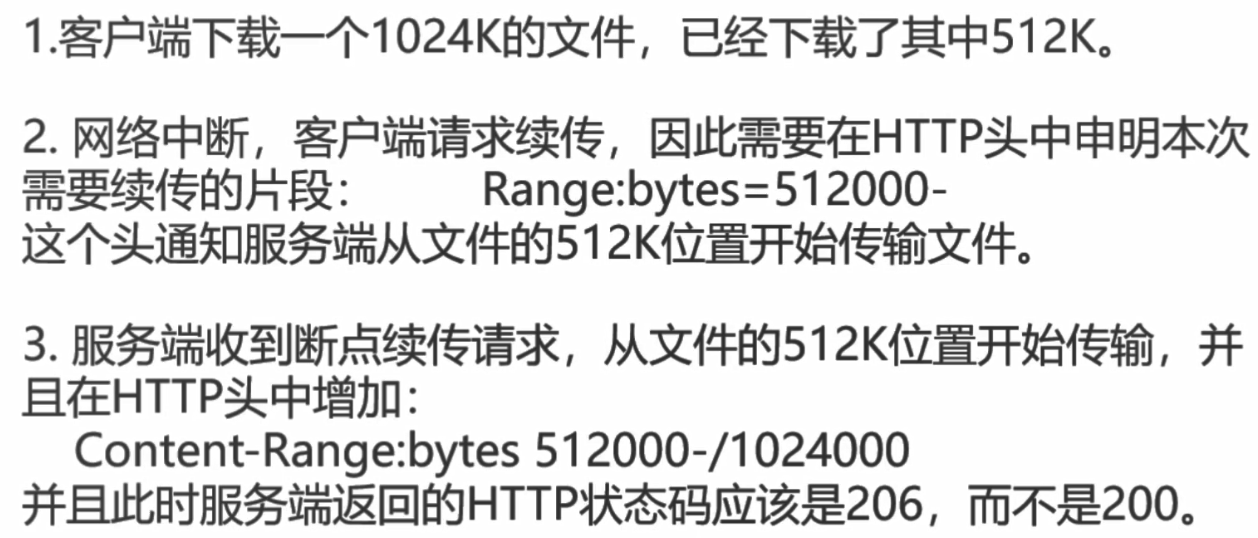 1.客户端下载一个1024K的文件，已经下载了其中512K。
2. 网络中断，客户端请求续传，因此需要在HTTP头中申明本次
需要续传的片段： Range:bytes=512000-
这个头通知服务端从文件的512K位置开始传输文件。
3. 服务端收到断点续传请求，从文件的512K位置开始传输，并
且在HTTP头中增加：
Content-Range:bytes 512000-/1024000
并且此时服务端返回的HTTP状态码应该是206，而不是200。